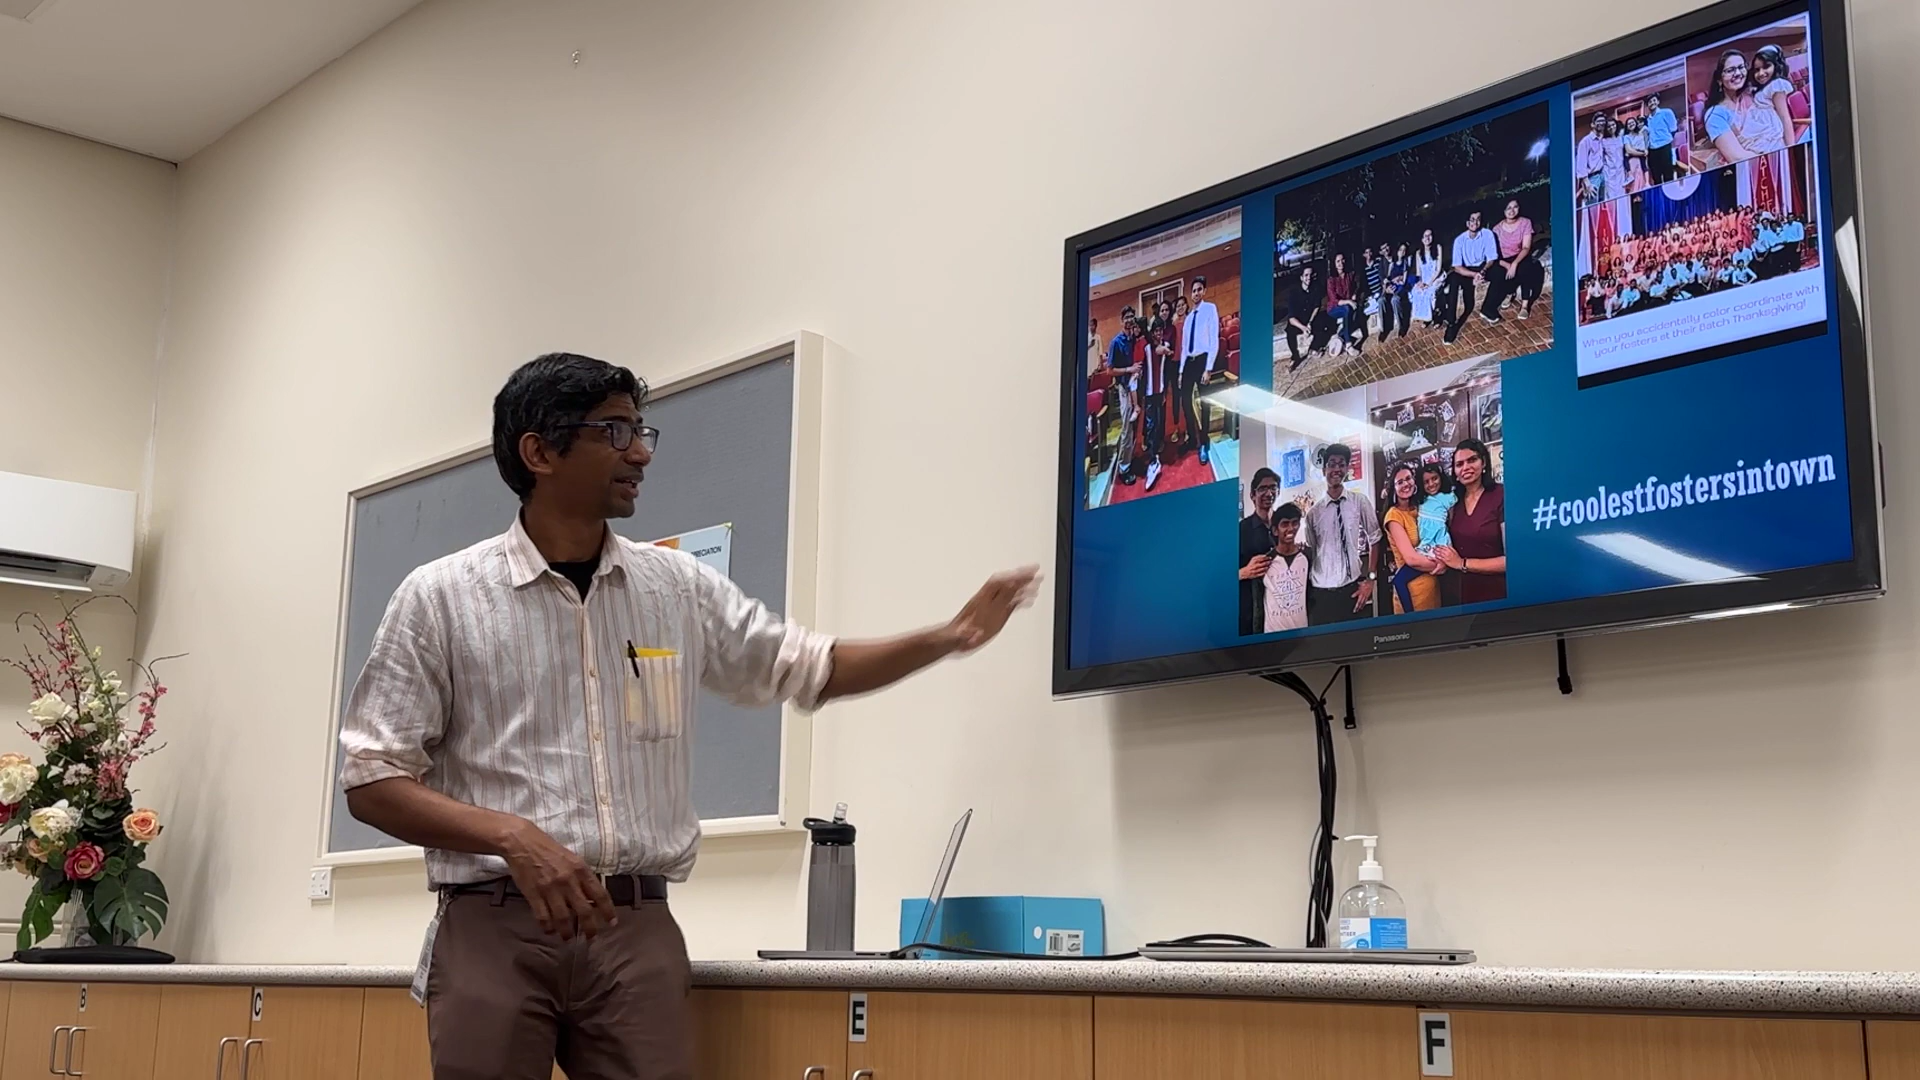 When you accidentally color coordinate with
your fosters at their Batch Thanksgiving!
#coolestfostersintown
Panasonic
B
C
E
F